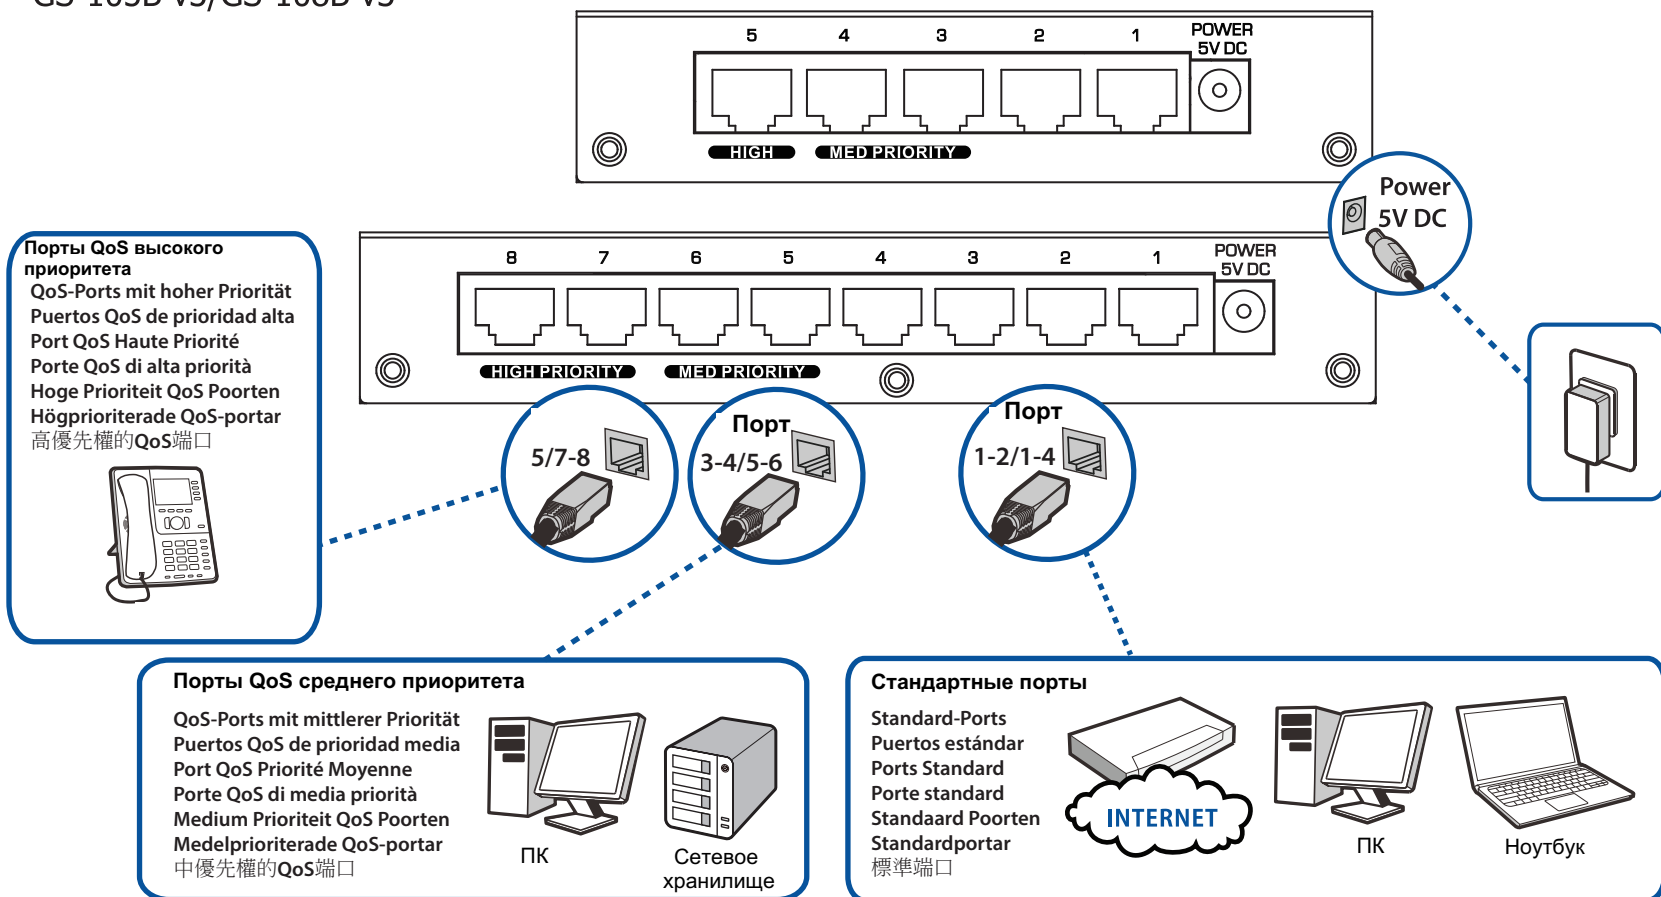 GS-105B v3/GS-108B v3
5 4 3 2 1 POWER
5V DC
HIGH MED PRIORITY
Power
5V DC
8 7 6 5 4 3 2 1 POWER
5V DC
HIGH PRIORITY MED PRIORITY
Порты QoS высокого
приоритета
QoS-Ports mit hoher Priorität
Puertos QoS de prioridad alta
Port QoS Haute Priorité
Porte QoS di alta priorità
Hoge Prioriteit QoS Poorten
Högprioriterade QoS-portar
高優先權的QoS端口
5/7-8
Порт
3-4/5-6
Порт
1-2/1-4
Порты QoS среднего приоритета
QoS-Ports mit mittlerer Priorität
Puertos QoS de prioridad media
Port QoS Priorité Moyenne
Porte QoS di media priorità
Medium Prioriteit QoS Poorten
Medelprioriterade QoS-portar
中優先權的QoS端口
ПК
Сетевое
хранилище
Стандартные порты
Standard-Ports
Puertos estándar
Ports Standard
Porte standard
Standaard Poorten
Standardportar
標準端口
INTERNET
ПК
Ноутбук